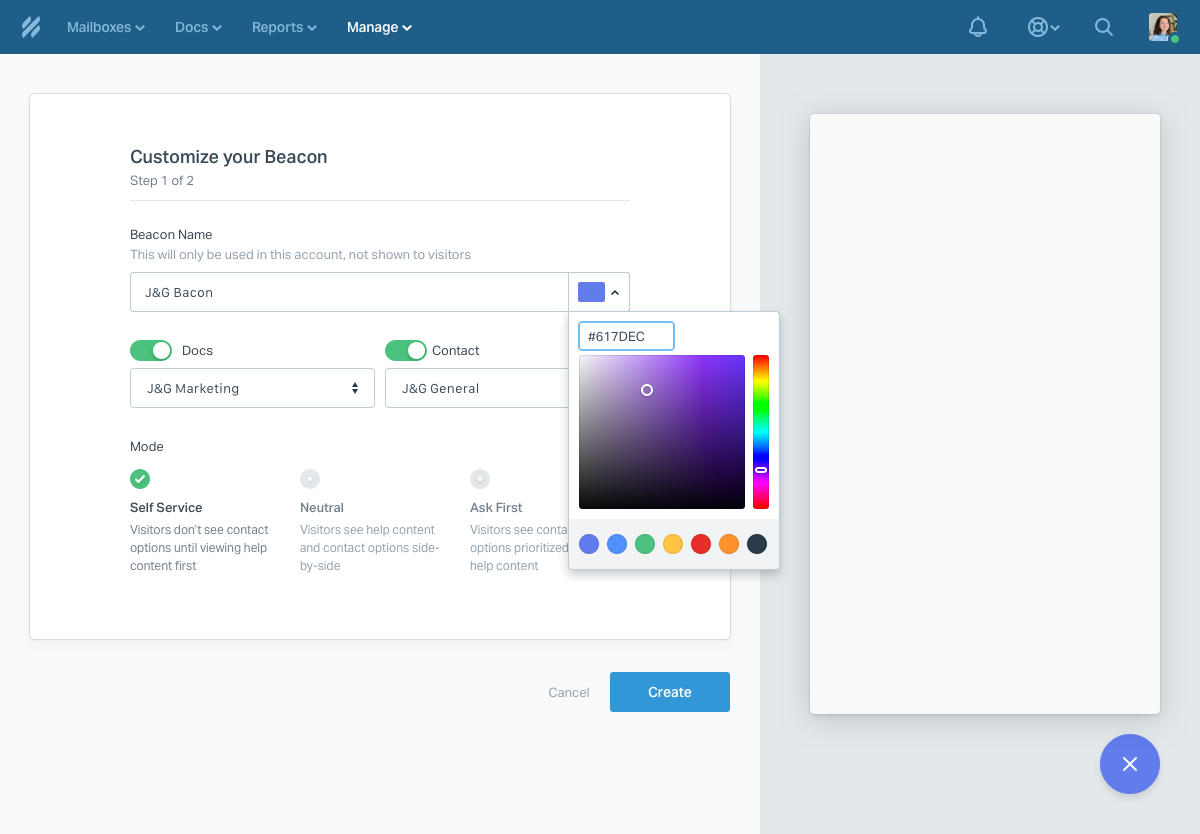 Mailboxes
Docs
Reports
Manage
Customize your Beacon
Step 1 of 2
Beacon Name
This will only be used in this account, not shown to visitors
J&G Bacon
#617DEC
Docs
Contact
J&G Marketing
J&G General
Mode
Self Service
Visitors don't see contact
options until viewing help
content first
Neutral
Visitors see help content
and contact options side-
by-side
Ask First
Visitors see conta
options prioritized
help content
Cancel
Create